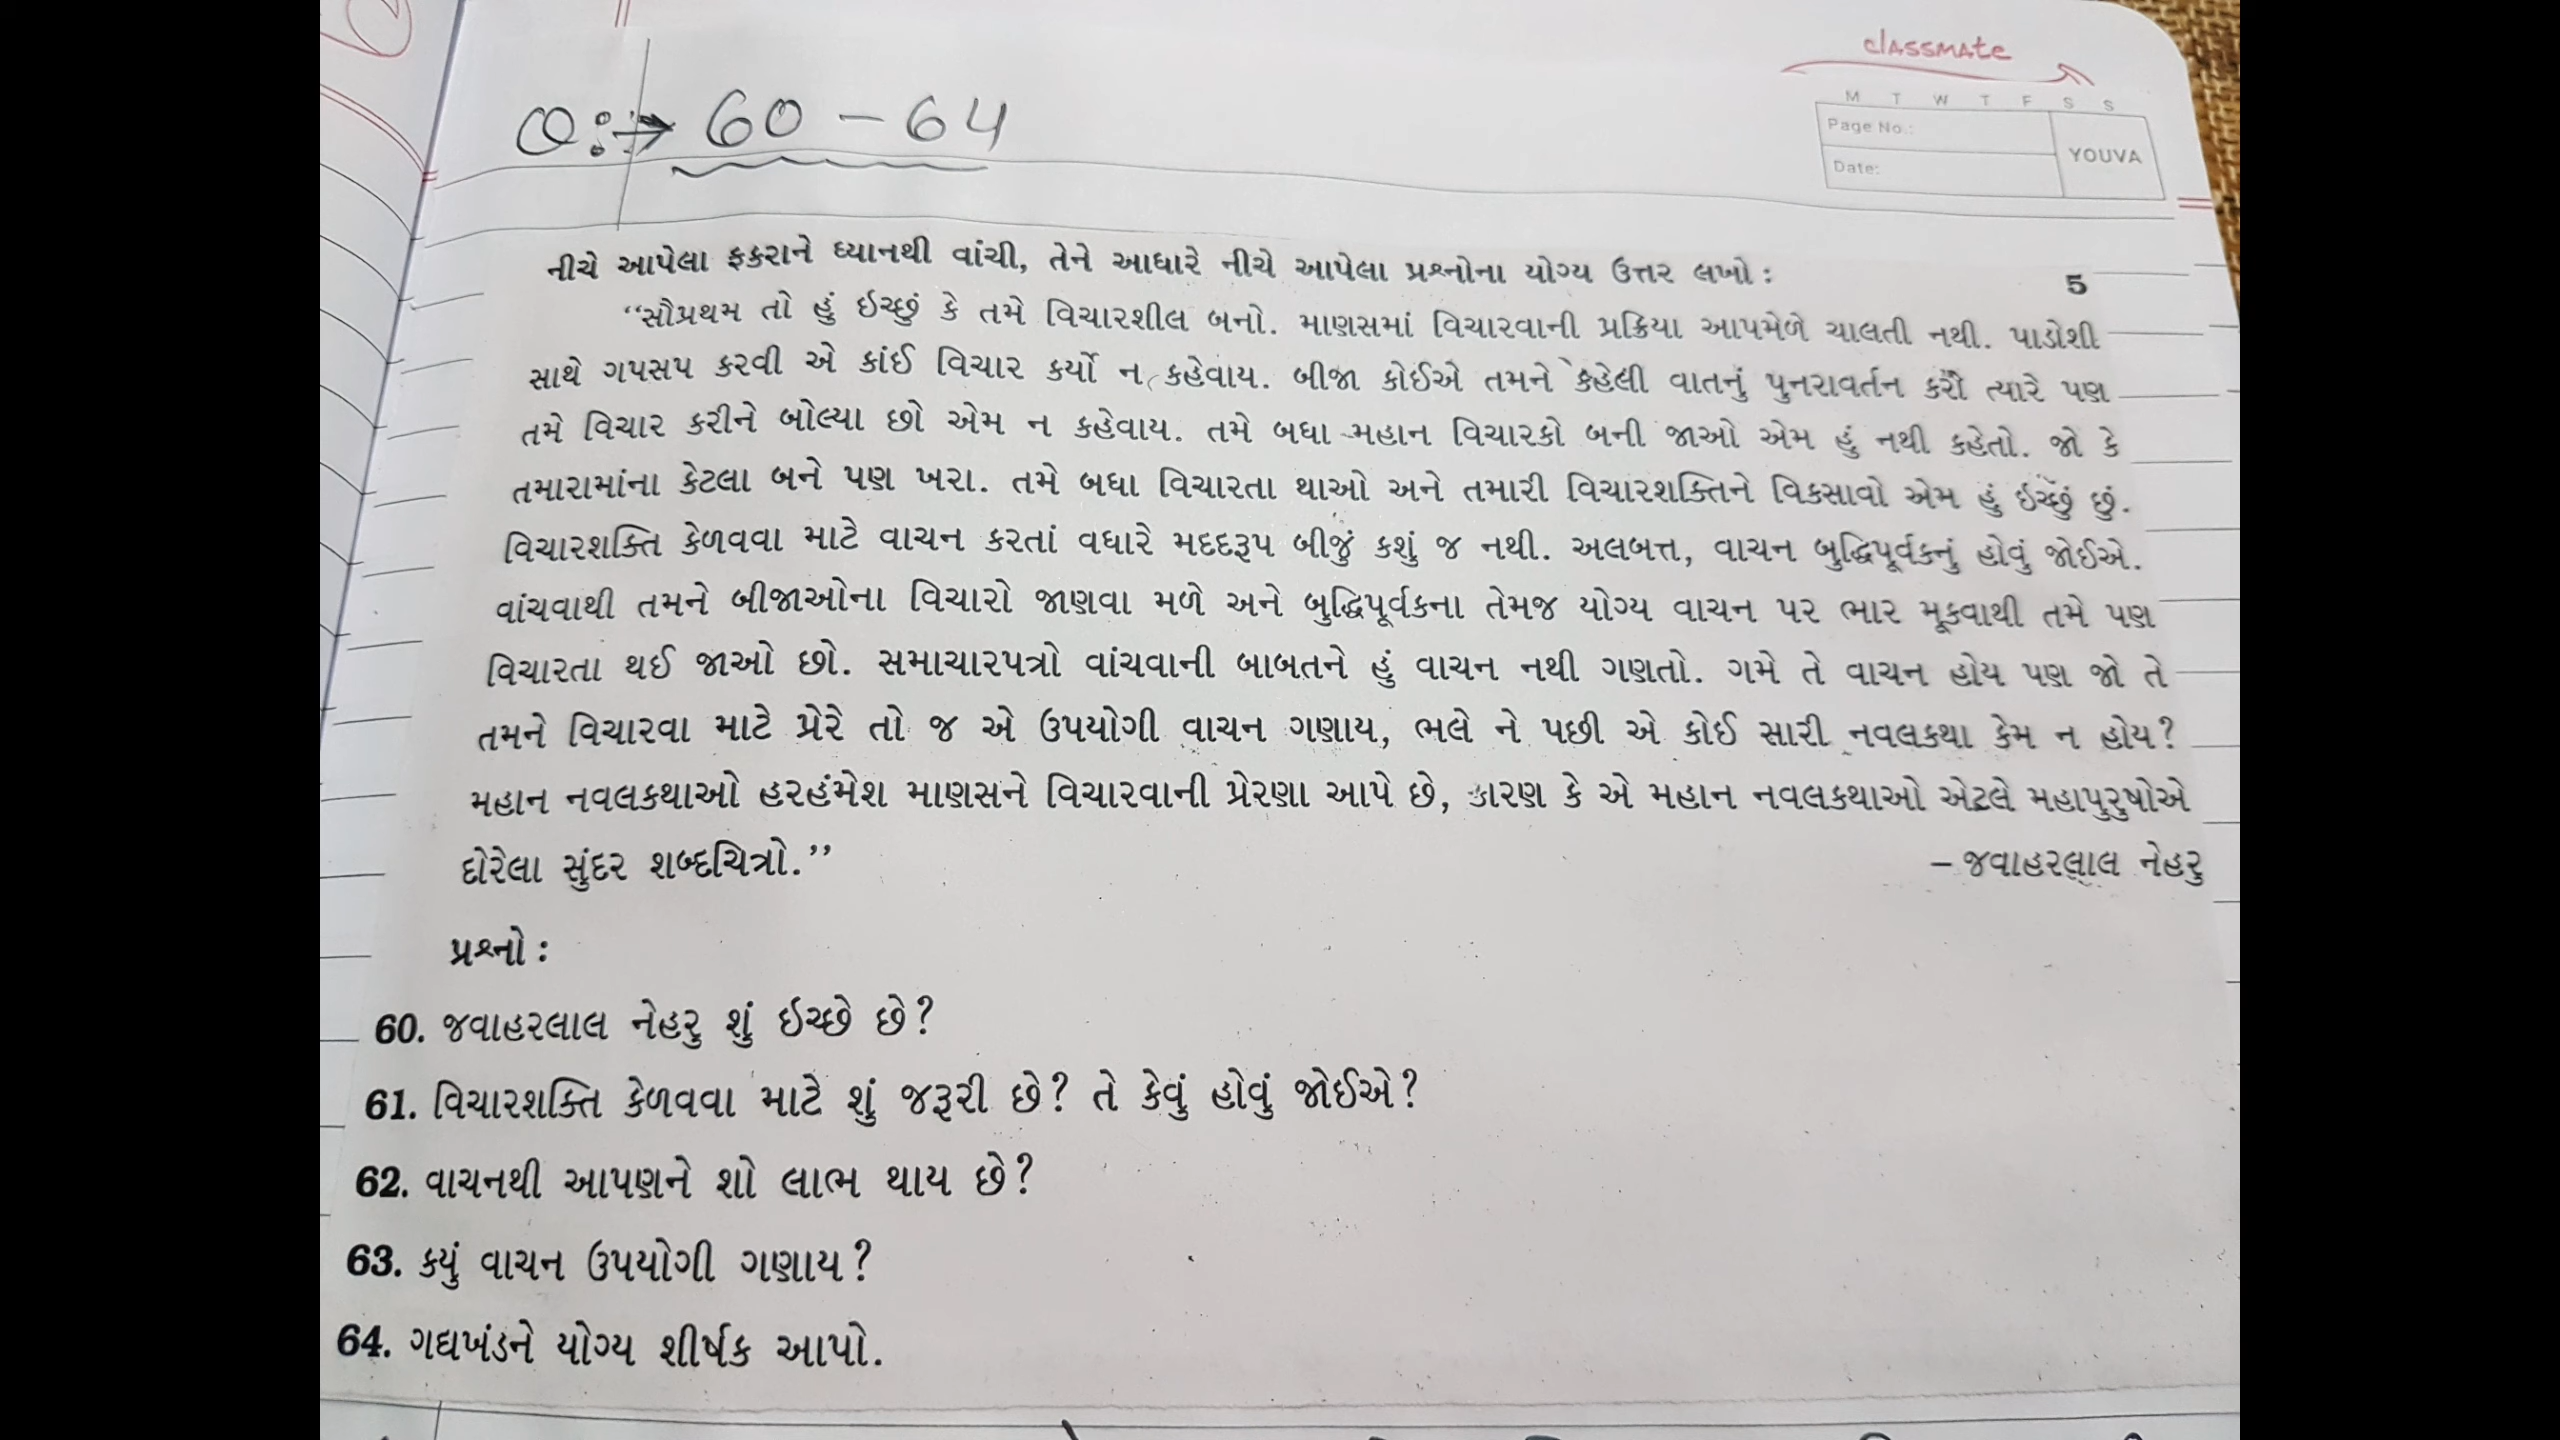 classmate
Q:→ 60 - 64
M T W T F S S
Page No.:
Date:
YOUVA
નીચે આપેલા ફકરાને ધ્યાનથી વાંચી, તેને આધારે નીચે આપેલા પ્રશ્નોના યોગ્ય ઉત્તર લખો : 5
“સૌપ્રથમ તો હું ઈચ્છું કે તમે વિચારશીલ બનો. માણસમાં વિચારવાની પ્રક્રિયા આપમેળે ચાલતી નથી. પાડોશી
સાથે ગપસપ કરવી એ કાંઈ વિચાર કર્યો ન કહેવાય. બીજા કોઈએ તમને કહેલી વાતનું પુનરાવર્તન કરો ત્યારે પણ
તમે વિચાર કરીને બોલ્યા છો એમ ન કહેવાય. તમે બધા મહાન વિચારકો બની જાઓ એમ હું નથી કહેતો. જો કે
તમારામાંના કેટલા બને પણ ખરા. તમે બધા વિચારતા થાઓ અને તમારી વિચારશક્તિને વિકસાવો એમ હું ઈચ્છું છું.
વિચારશક્તિ કેળવવા માટે વાચન કરતાં વધારે મદદરૂપ બીજું કશું જ નથી. અલબત્ત, વાચન બુદ્ધિપૂર્વકનું હોવું જોઈએ.
વાંચવાથી તમને બીજાઓના વિચારો જાણવા મળે અને બુદ્ધિપૂર્વકના તેમજ યોગ્ય વાચન પર ભાર મૂકવાથી તમે પણ
વિચારતા થઈ જાઓ છો. સમાચારપત્રો વાંચવાની બાબતને હું વાચન નથી ગણતો. ગમે તે વાચન હોય પણ જો તે
તમને વિચારવા માટે પ્રેરે તો જ એ ઉપયોગી વાચન ગણાય, ભલે ને પછી એ કોઈ સારી નવલકથા કેમ ન હોય?
મહાન નવલકથાઓ હરહંમેશ માણસને વિચારવાની પ્રેરણા આપે છે, કારણ કે એ મહાન નવલકથાઓ એટલે મહાપુરુષોએ
દોરેલા સુંદર શબ્દચિત્રો.” – જવાહરલાલ નેહરુ
પ્રશ્નો :
60. જવાહરલાલ નેહરુ શું ઈચ્છે છે?
61. વિચારશક્તિ કેળવવા માટે શું જરૂરી છે? તે કેવું હોવું જોઈએ?
62. વાચનથી આપણને શો લાભ થાય છે?
63. કયું વાચન ઉપયોગી ગણાય?
64. ગદ્યખંડને યોગ્ય શીર્ષક આપો.